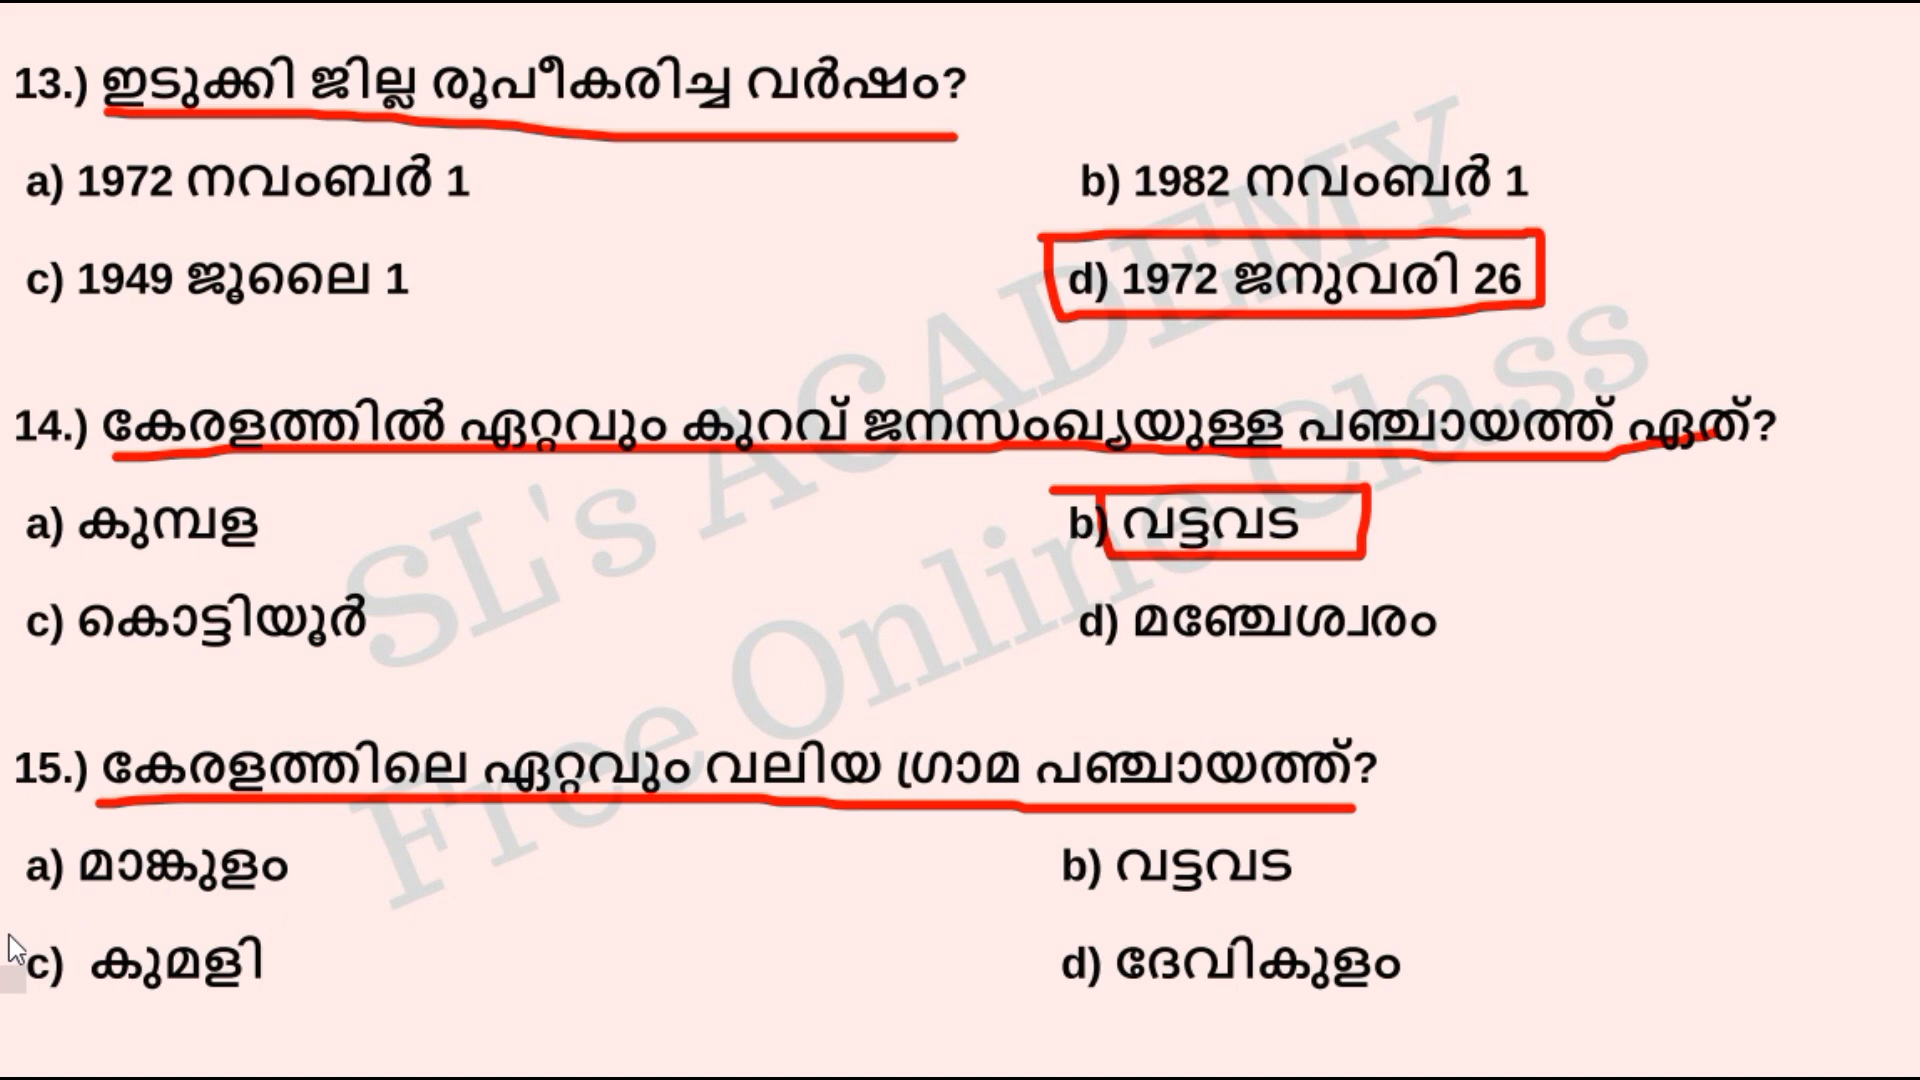 13.) ഇടുക്കി ജില്ല രൂപീകരിച്ച വർഷം?
a) 1972 നവംബർ 1 b) 1982 നവംബർ 1
c) 1949 ജൂലൈ 1 d) 1972 ജനുവരി 26
14.) കേരളത്തിൽ ഏറ്റവും കുറവ് ജനസംഖ്യയുള്ള പഞ്ചായത്ത് ഏത്?
a) കുമ്പള b) വട്ടവട
c) കൊട്ടിയൂർ d) മഞ്ചേശ്വരം
15.) കേരളത്തിലെ ഏറ്റവും വലിയ ഗ്രാമ പഞ്ചായത്ത്?
a) മാങ്കുളം b) വട്ടവട
c) കുമളി d) ദേവികുളം
SL's ACADEMY
Free Online Class